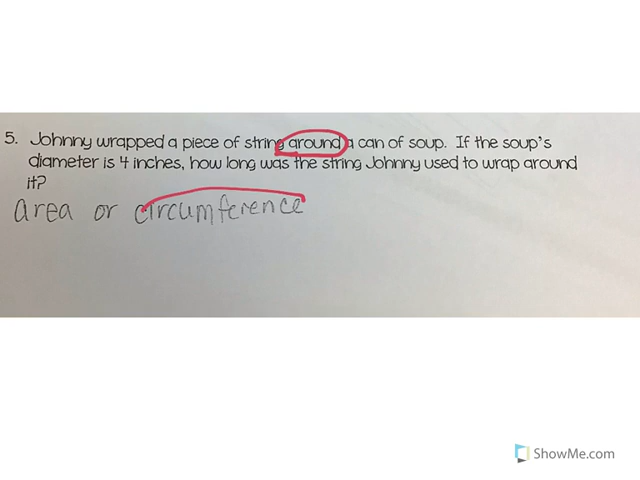 5. Johnny wrapped a piece of string around a can of soup. If the soup's
diameter is 4 inches, how long was the string Johnny used to wrap around
it?
area or circumference
ShowMe.com